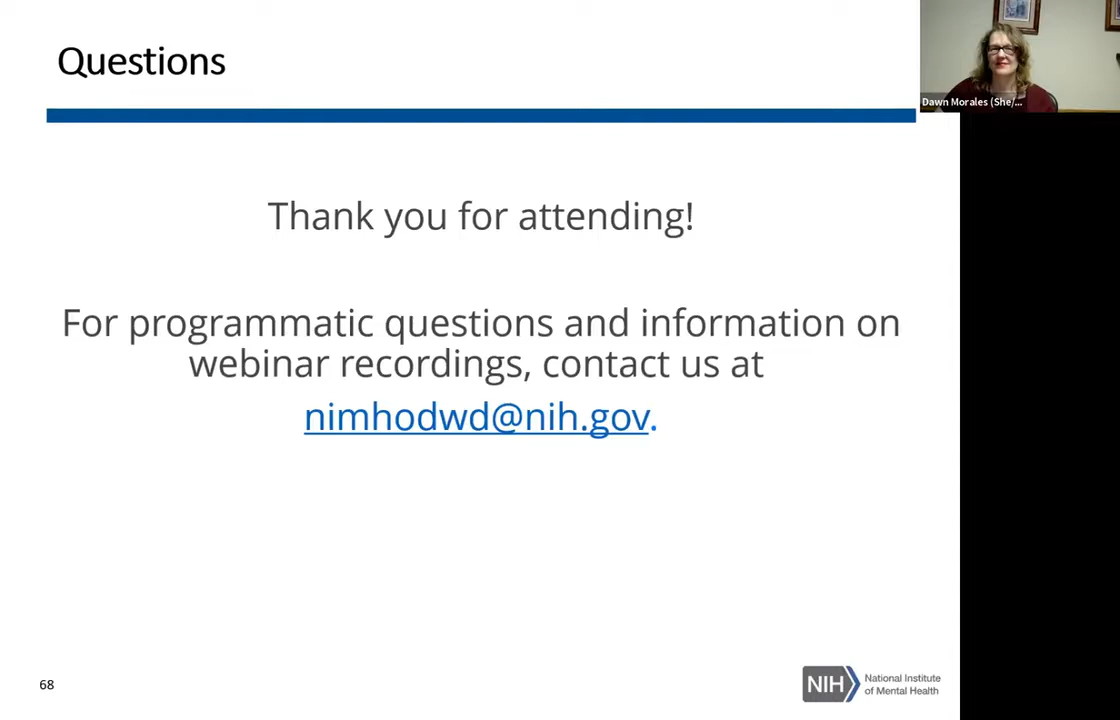 Questions
Dawn Morales (She/...
Thank you for attending!
For programmatic questions and information on
webinar recordings, contact us at
nimhodwd@nih.gov.
68
NIH
National Institute
of Mental Health